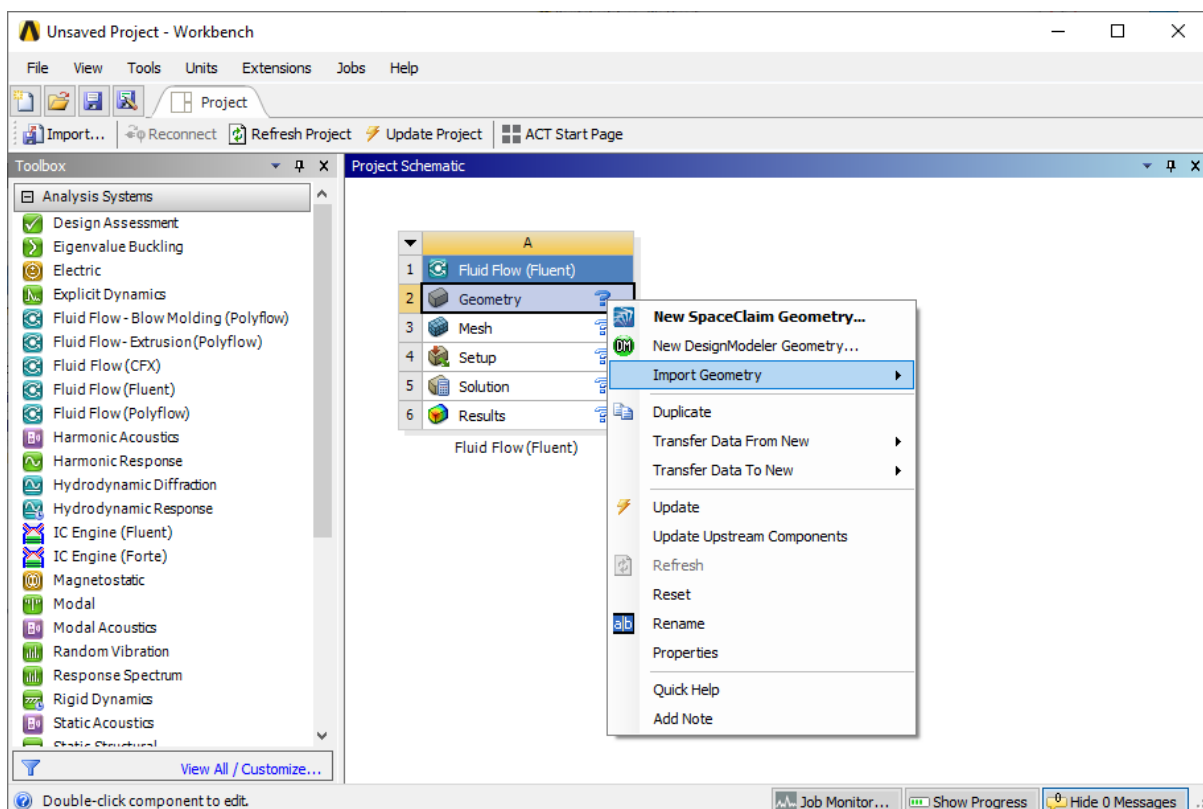 Unsaved Project - Workbench
File View Tools Units Extensions Jobs Help
Project
Import... Reconnect Refresh Project Update Project ACT Start Page
Toolbox
Analysis Systems
Design Assessment
Eigenvalue Buckling
Electric
Explicit Dynamics
Fluid Flow - Blow Molding (Polyflow)
Fluid Flow - Extrusion (Polyflow)
Fluid Flow (CFX)
Fluid Flow (Fluent)
Fluid Flow (Polyflow)
Harmonic Acoustics
Harmonic Response
Hydrodynamic Diffraction
Hydrodynamic Response
IC Engine (Fluent)
IC Engine (Forte)
Magnetostatic
Modal
Modal Acoustics
Random Vibration
Response Spectrum
Rigid Dynamics
Static Acoustics
Static Structural
View All / Customize...
Project Schematic
A
1 Fluid Flow (Fluent)
2 Geometry ?
3 Mesh
4 Setup
5 Solution
6 Results
Fluid Flow (Fluent)
New SpaceClaim Geometry...
DM New DesignModeler Geometry...
Import Geometry
Duplicate
Transfer Data From New
Transfer Data To New
Update
Update Upstream Components
Refresh
Reset
a|b Rename
Properties
Quick Help
Add Note
Double-click component to edit.
Job Monitor... Show Progress Hide 0 Messages